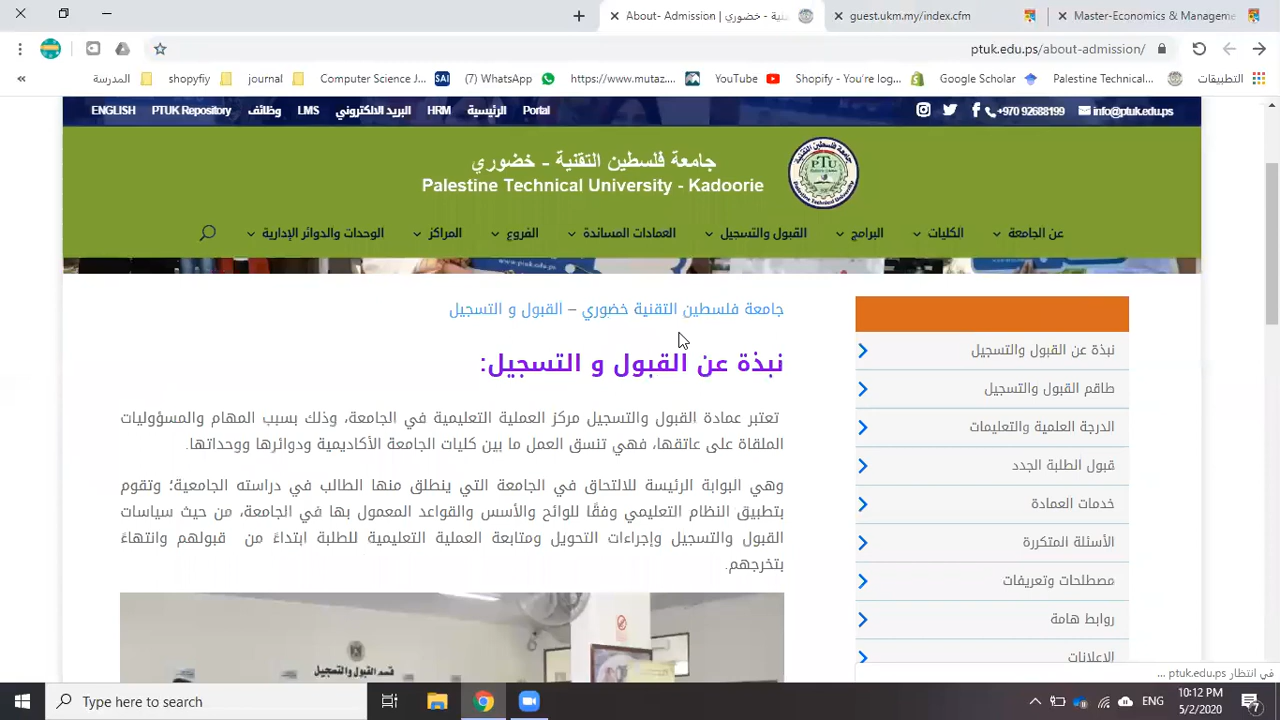 About- Admission | جامعة فلسطين التقنية - خضوري
guest.ukm.my/index.cfm
Master-Economics & Manageme
ptuk.edu.ps/about-admission/
التطبيقات
Palestine Technical...
Google Scholar
Shopify - You're log...
YouTube
https://www.mutaz....
(7) WhatsApp
Computer Science J...
journal
shopyfiy
المدرسة
»
info@ptuk.edu.ps
+970 92688199
Portal
الرئيسية
HRM
البريد الالكتروني
LMS
وظائف
PTUK Repository
ENGLISH
جامعة فلسطين التقنية - خضوري
Palestine Technical University - Kadoorie
PTU
عن الجامعة
الكليات
البرامج
القبول والتسجيل
العمادات المساندة
الفروع
المراكز
الوحدات والدوائر الإدارية
جامعة فلسطين التقنية خضوري – القبول و التسجيل
نبذة عن القبول و التسجيل:
تعتبر عمادة القبول والتسجيل مركز العملية التعليمية في الجامعة، وذلك بسبب المهام والمسؤوليات
الملقاة على عاتقها، فهي تنسق العمل ما بين كليات الجامعة الأكاديمية ودوائرها ووحداتها.
وهي البوابة الرئيسة للالتحاق في الجامعة التي ينطلق منها الطالب في دراسته الجامعية؛ وتقوم
بتطبيق النظام التعليمي وفقًا للوائح والأسس والقواعد المعمول بها في الجامعة، من حيث سياسات
القبول والتسجيل وإجراءات التحويل ومتابعة العملية التعليمية للطلبة ابتداءً من قبولهم وانتهاءً
بتخرجهم.
قسم القبول والتسجيل
نبذة عن القبول والتسجيل
طاقم القبول والتسجيل
الدرجة العلمية والتعليمات
قبول الطلبة الجدد
خدمات العمادة
الأسئلة المتكررة
مصطلحات وتعريفات
روابط هامة
الإعلانات
في انتظار ptuk.edu.ps ...
Type here to search
ENG
10:12 PM
5/2/2020
7